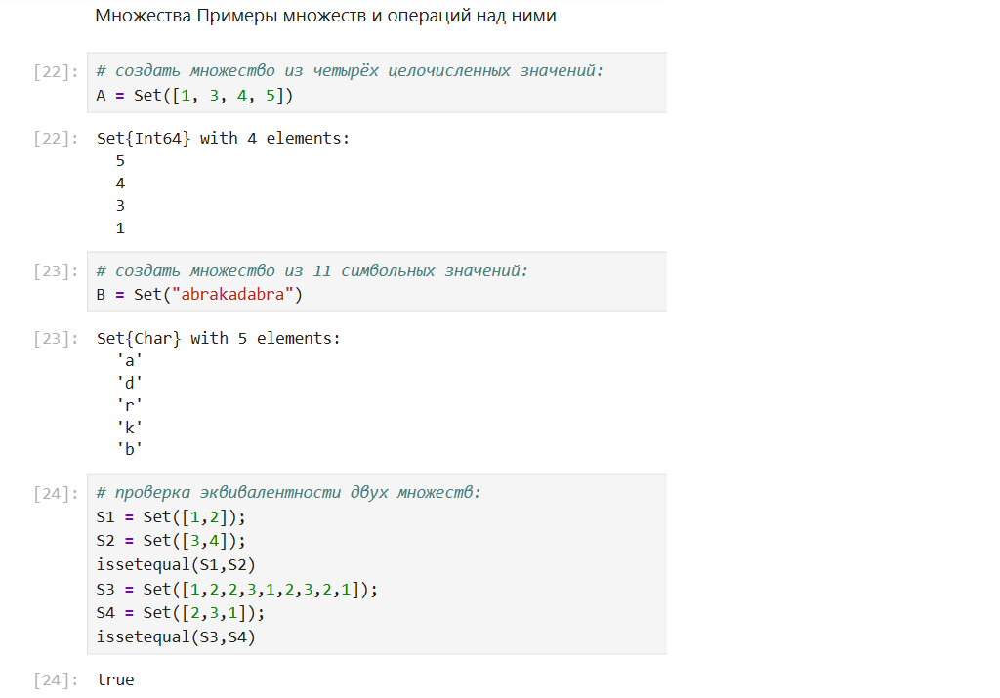 Множества Примеры множеств и операций над ними
[22]: # создать множество из четырёх целочисленных значений:
A = Set([1, 3, 4, 5])
[22]: Set{Int64} with 4 elements:
5
4
3
1
[23]: # создать множество из 11 символьных значений:
B = Set("abrakadabra")
[23]: Set{Char} with 5 elements:
'a'
'd'
'r'
'k'
'b'
[24]: # проверка эквивалентности двух множеств:
S1 = Set([1,2]);
S2 = Set([3,4]);
issetequal(S1,S2)
S3 = Set([1,2,2,3,1,2,3,2,1]);
S4 = Set([2,3,1]);
issetequal(S3,S4)
[24]: true